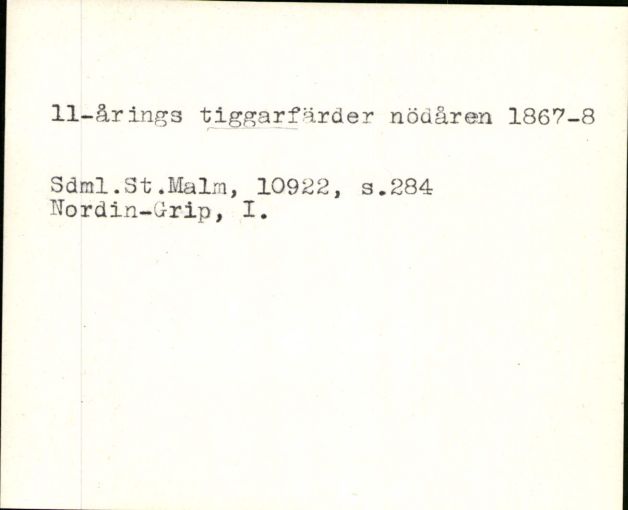 11-årings tiggarfärder nödåren 1867-8
Sdml.St.Malm, 10922, s.284
Nordin-Grip, I.